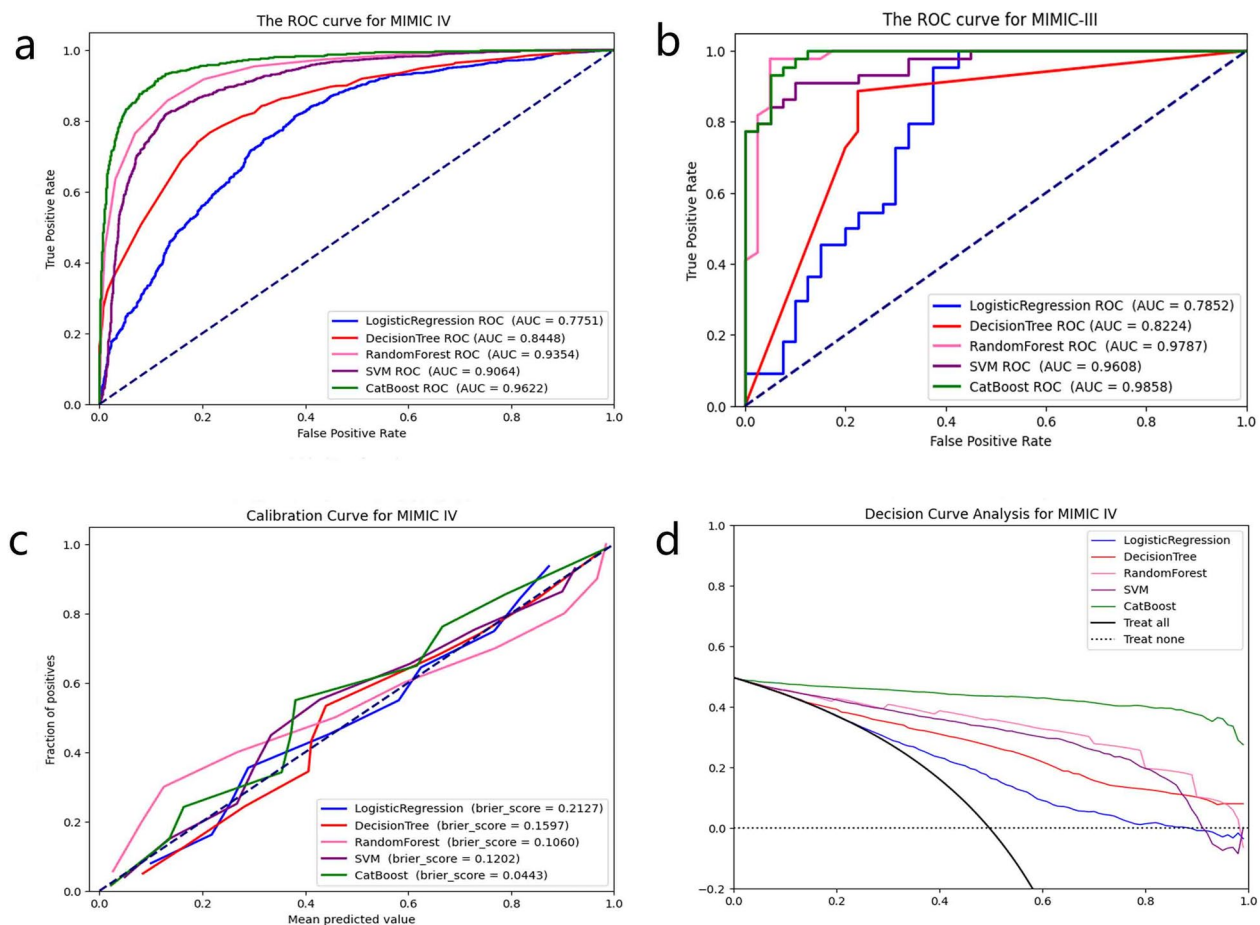 a
The ROC curve for MIMIC IV
1.0
0.8
0.6
0.4
0.2
0.0
True Positive Rate
0.0 0.2 0.4 0.6 0.8 1.0
False Positive Rate
LogisticRegression ROC (AUC = 0.7751)
DecisionTree ROC (AUC = 0.8448)
RandomForest ROC (AUC = 0.9354)
SVM ROC (AUC = 0.9064)
CatBoost ROC (AUC = 0.9622)
b
The ROC curve for MIMIC-III
1.0
0.8
0.6
0.4
0.2
0.0
True Positive Rate
0.0 0.2 0.4 0.6 0.8 1.0
False Positive Rate
LogisticRegression ROC (AUC = 0.7852)
DecisionTree ROC (AUC = 0.8224)
RandomForest ROC (AUC = 0.9787)
SVM ROC (AUC = 0.9608)
CatBoost ROC (AUC = 0.9858)
c
Calibration Curve for MIMIC IV
1.0
0.8
0.6
0.4
0.2
0.0
Fraction of positives
0.0 0.2 0.4 0.6 0.8 1.0
Mean predicted value
LogisticRegression (brier_score = 0.2127)
DecisionTree (brier_score = 0.1597)
RandomForest (brier_score = 0.1060)
SVM (brier_score = 0.1202)
CatBoost (brier_score = 0.0443)
d
Decision Curve Analysis for MIMIC IV
1.0
0.8
0.6
0.4
0.2
0.0
−0.2
0.0 0.2 0.4 0.6 0.8 1.0
LogisticRegression
DecisionTree
RandomForest
SVM
CatBoost
Treat all
Treat none